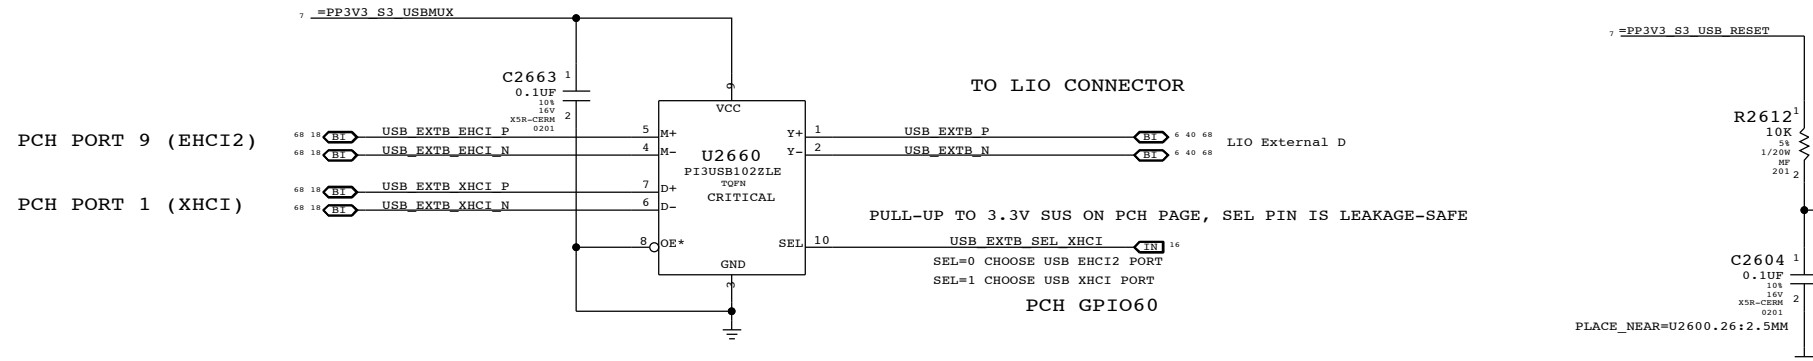 7 =PP3V3_S3_USBMUX
C2663 1
0.1UF
10%
16V
X5R-CERM 2
0201
9
VCC
TO LIO CONNECTOR
PCH PORT 9 (EHCI2)
68 18 BI USB_EXTB_EHCI_P 5 M+
68 18 BI USB_EXTB_EHCI_N 4 M-
Y+ 1 USB_EXTB_P BI 6 40 68
Y- 2 USB_EXTB_N BI 6 40 68
LIO External D
U2660
PI3USB102ZLE
TQFN
CRITICAL
PCH PORT 1 (XHCI)
68 18 BI USB_EXTB_XHCI_P 7 D+
68 18 BI USB_EXTB_XHCI_N 6 D-
PULL-UP TO 3.3V SUS ON PCH PAGE, SEL PIN IS LEAKAGE-SAFE
8 OE*
SEL 10 USB_EXTB_SEL_XHCI IN 16
SEL=0 CHOOSE USB EHCI2 PORT
SEL=1 CHOOSE USB XHCI PORT
GND
3
PCH GPIO60
7 =PP3V3_S3_USB_RESET
R2612 1
10K
5%
1/20W
MF
201 2
C2604 1
0.1UF
10%
16V
X5R-CERM 2
0201
PLACE_NEAR=U2600.26:2.5MM